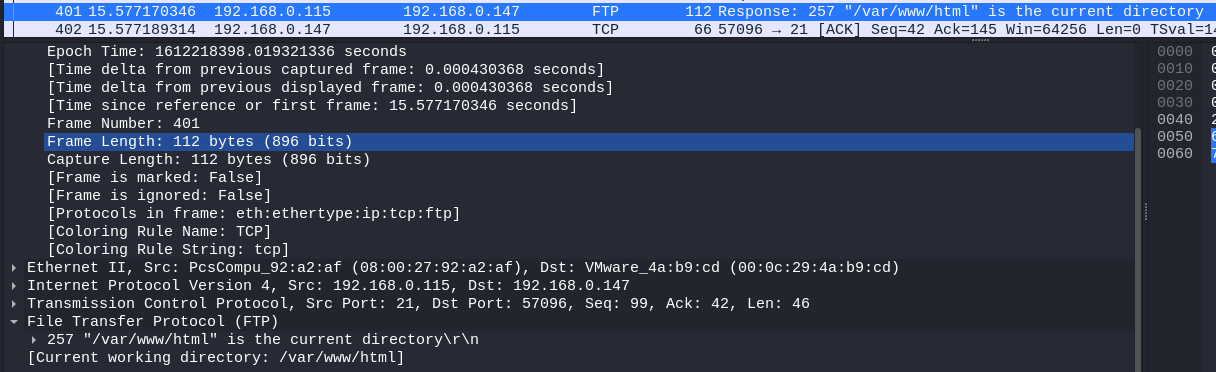 401 15.577170346 192.168.0.115 192.168.0.147 FTP 112 Response: 257 "/var/www/html" is the current directory
402 15.577189314 192.168.0.147 192.168.0.115 TCP 66 57096 → 21 [ACK] Seq=42 Ack=145 Win=64256 Len=0
Epoch Time: 1612218398.019321336 seconds
[Time delta from previous captured frame: 0.000430368 seconds]
[Time delta from previous displayed frame: 0.000430368 seconds]
[Time since reference or first frame: 15.577170346 seconds]
Frame Number: 401
Frame Length: 112 bytes (896 bits)
Capture Length: 112 bytes (896 bits)
[Frame is marked: False]
[Frame is ignored: False]
[Protocols in frame: eth:ethertype:ip:tcp:ftp]
[Coloring Rule Name: TCP]
[Coloring Rule String: tcp]
Ethernet II, Src: PcsCompu_92:a2:af (08:00:27:92:a2:af), Dst: VMware_4a:b9:cd (00:0c:29:4a:b9:cd)
Internet Protocol Version 4, Src: 192.168.0.115, Dst: 192.168.0.147
Transmission Control Protocol, Src Port: 21, Dst Port: 57096, Seq: 99, Ack: 42, Len: 46
File Transfer Protocol (FTP)
257 "/var/www/html" is the current directory\r\n
[Current working directory: /var/www/html]
0000
0010
0020
0030
0040
0050
0060